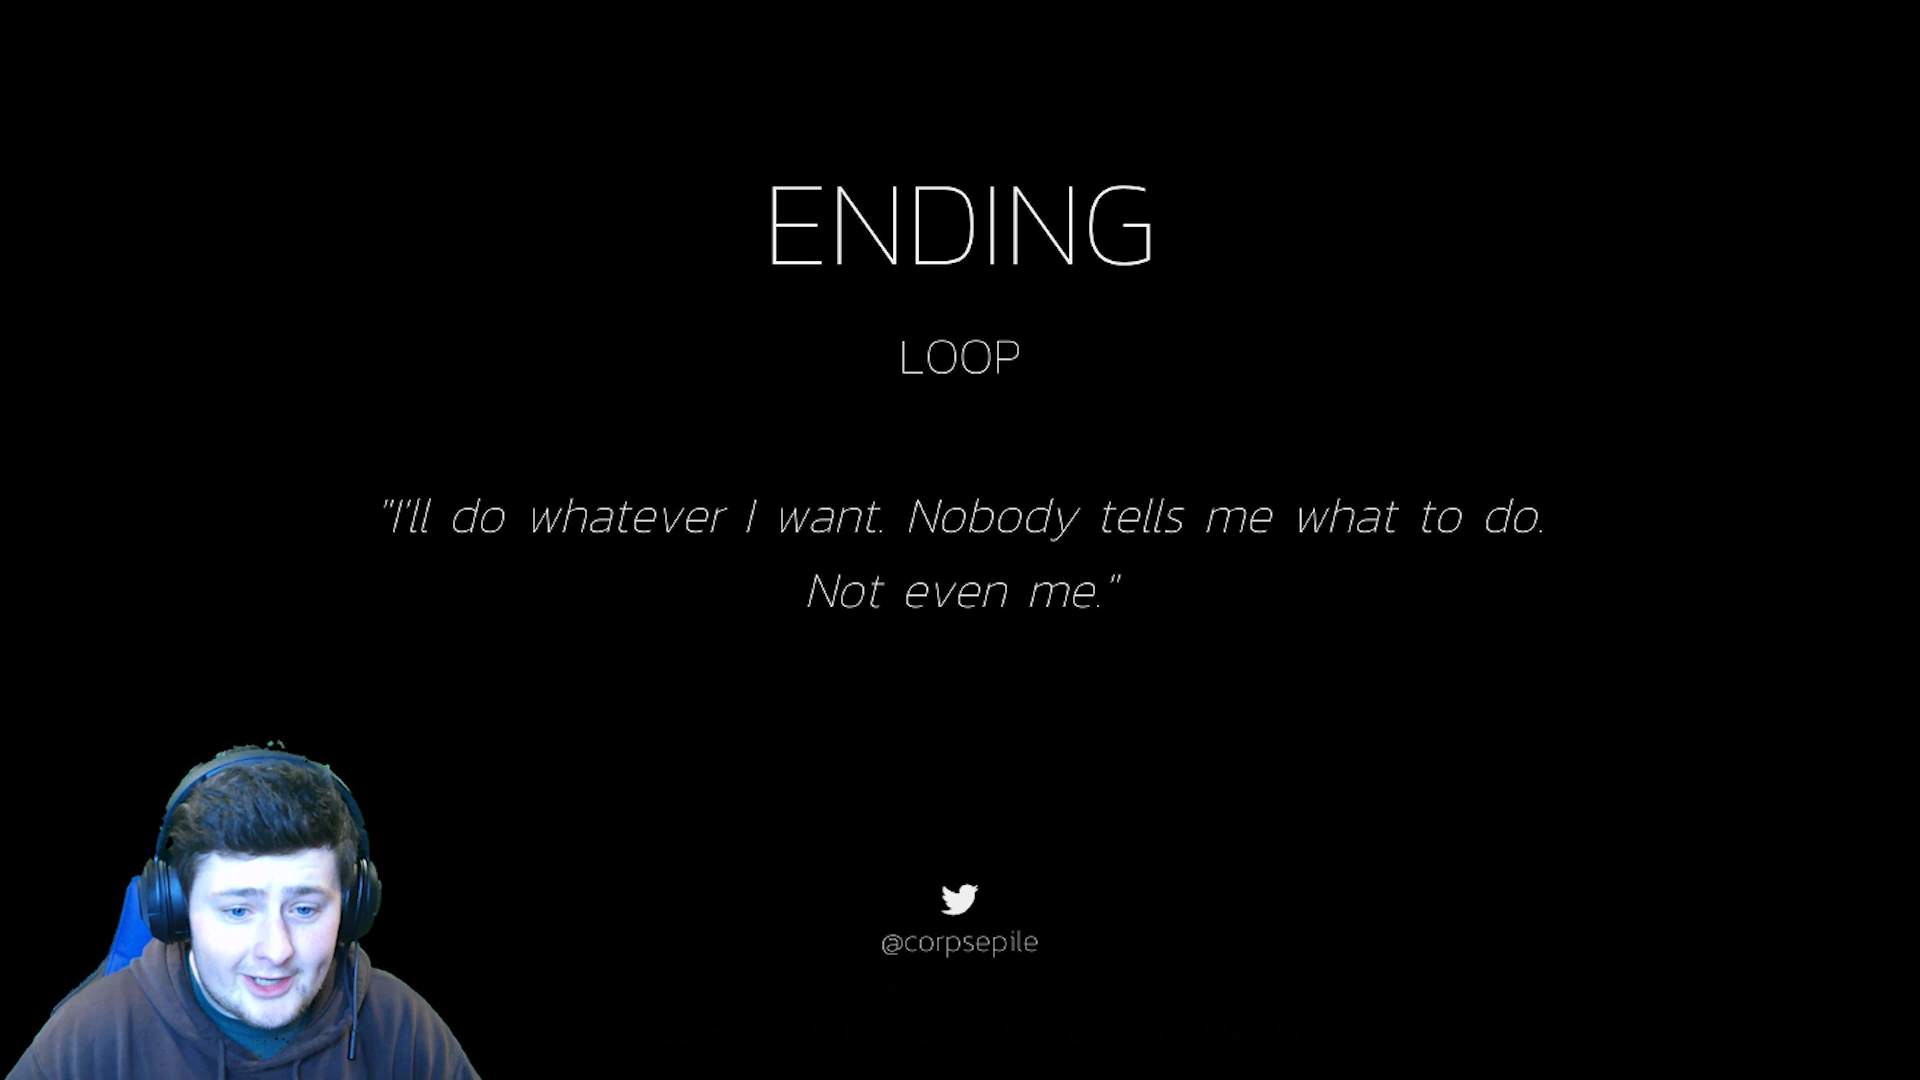 ENDING
LOOP
"I'll do whatever I want. Nobody tells me what to do.
Not even me."
@corpsepile